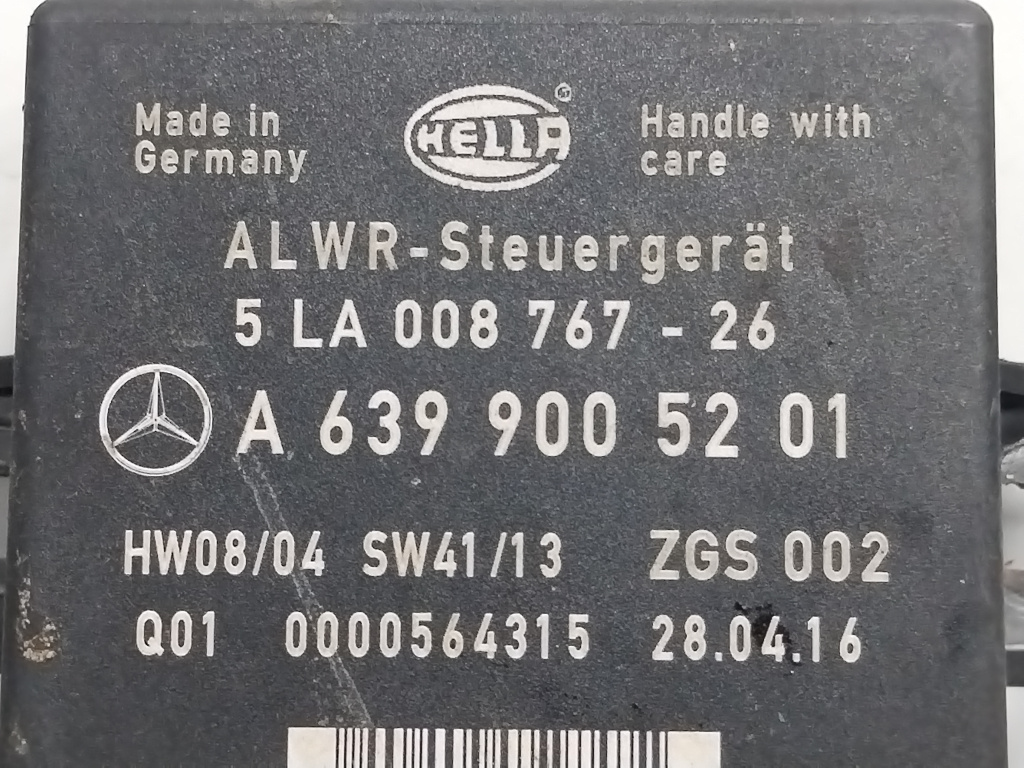 Made in
Germany
HELLA ®
Handle with
care
ALWR-Steuergerät
5 LA 008 767 - 26
A 639 900 52 01
HW08/04 SW41/13 ZGS 002
Q01 0000564315 28.04.16